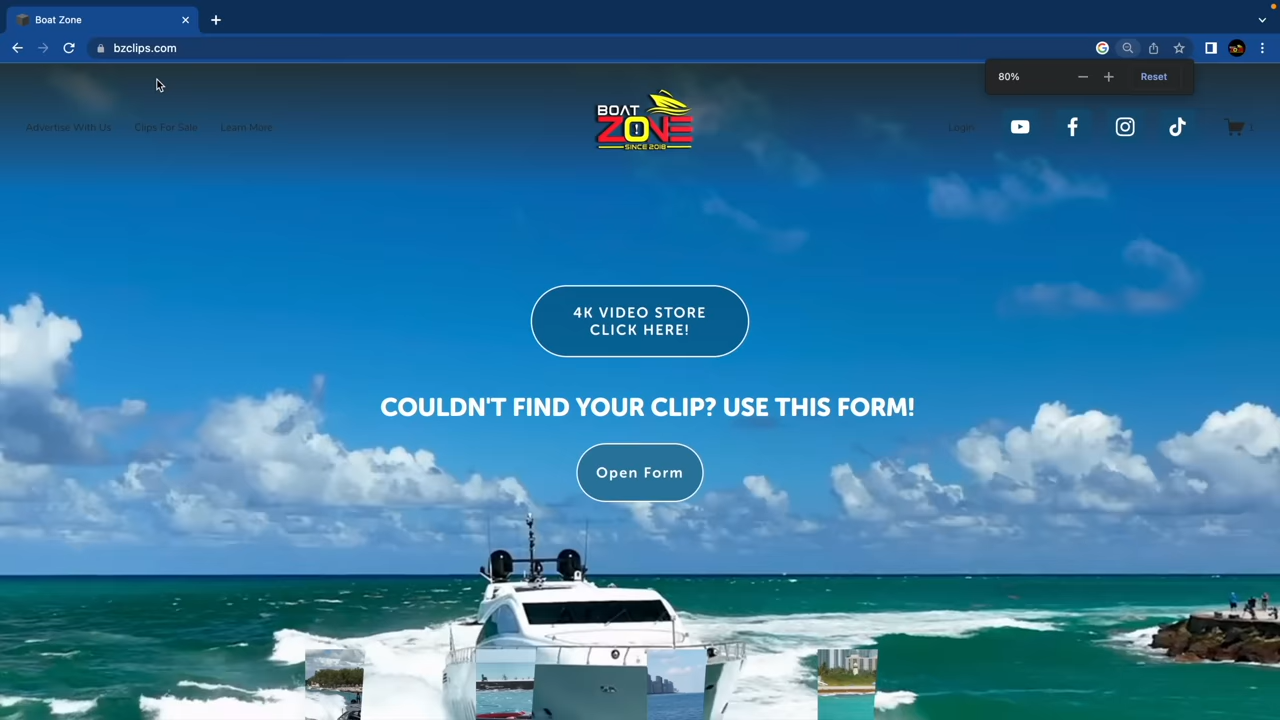 Boat Zone
bzclips.com
80%
Reset
Advertise With Us
Clips For Sale
Learn More
BOAT
ZONE
SINCE 2018
Login
1
4K VIDEO STORE
CLICK HERE!
COULDN'T FIND YOUR CLIP? USE THIS FORM!
Open Form